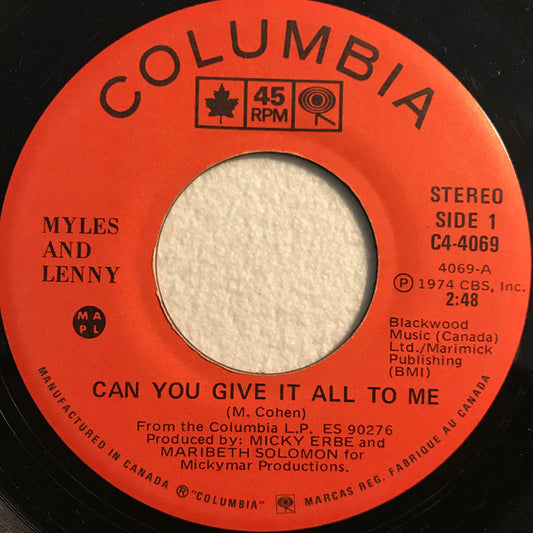 COLUMBIA
45
RPM
MYLES
AND
LENNY
STEREO
SIDE 1
C4-4069
4069-A
Ⓟ 1974 CBS, Inc.
2:48
Blackwood
Music (Canada)
Ltd./Marimick
Publishing
(BMI)
M A
P L
CAN YOU GIVE IT ALL TO ME
(M. Cohen)
From the Columbia L.P. ES 90276
Produced by: MICKY ERBE and
MARIBETH SOLOMON for
Mickymar Productions.
MANUFACTURED IN CANADA ® "COLUMBIA" MARCAS REG. FABRIQUE AU CANADA